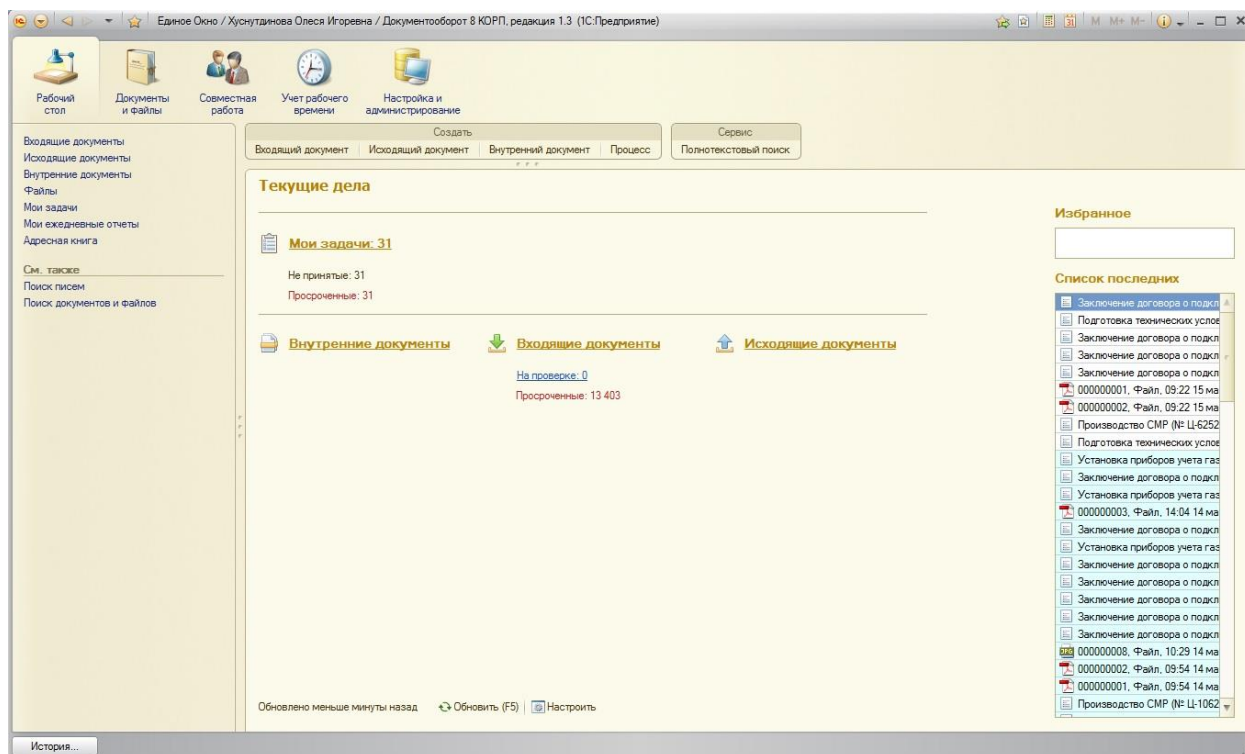 Единое Окно / Хуснутдинова Олеся Игоревна / Документооборот 8 КОРП, редакция 1.3 (1С:Предприятие)
M M+ M-
Рабочий стол
Документы и файлы
Совместная работа
Учет рабочего времени
Настройка и администрирование
Входящие документы
Исходящие документы
Внутренние документы
Файлы
Мои задачи
Мои ежедневные отчеты
Адресная книга
См. также
Поиск писем
Поиск документов и файлов
Создать
Входящий документ
Исходящий документ
Внутренний документ
Процесс
Сервис
Полнотекстовый поиск
Текущие дела
Мои задачи: 31
Не принятые: 31
Просроченные: 31
Внутренние документы
Входящие документы
Исходящие документы
На проверке: 0
Просроченные: 13 403
Обновлено меньше минуты назад
Обновить (F5)
Настроить
Избранное
Список последних
Заключение договора о подкл
Подготовка технических услов
Заключение договора о подкл
Заключение договора о подкл
Заключение договора о подкл
000000001, Файл, 09:22 15 ма
000000002, Файл, 09:22 15 ма
Производство СМР (№ Ц-6252
Подготовка технических услов
Установка приборов учета газ
Заключение договора о подкл
Установка приборов учета газ
000000003, Файл, 14:04 14 ма
Заключение договора о подкл
Установка приборов учета газ
Заключение договора о подкл
Заключение договора о подкл
Заключение договора о подкл
Заключение договора о подкл
Заключение договора о подкл
000000008, Файл, 10:29 14 ма
000000002, Файл, 09:54 14 ма
000000001, Файл, 09:54 14 ма
Производство СМР (№ Ц-1062
История...